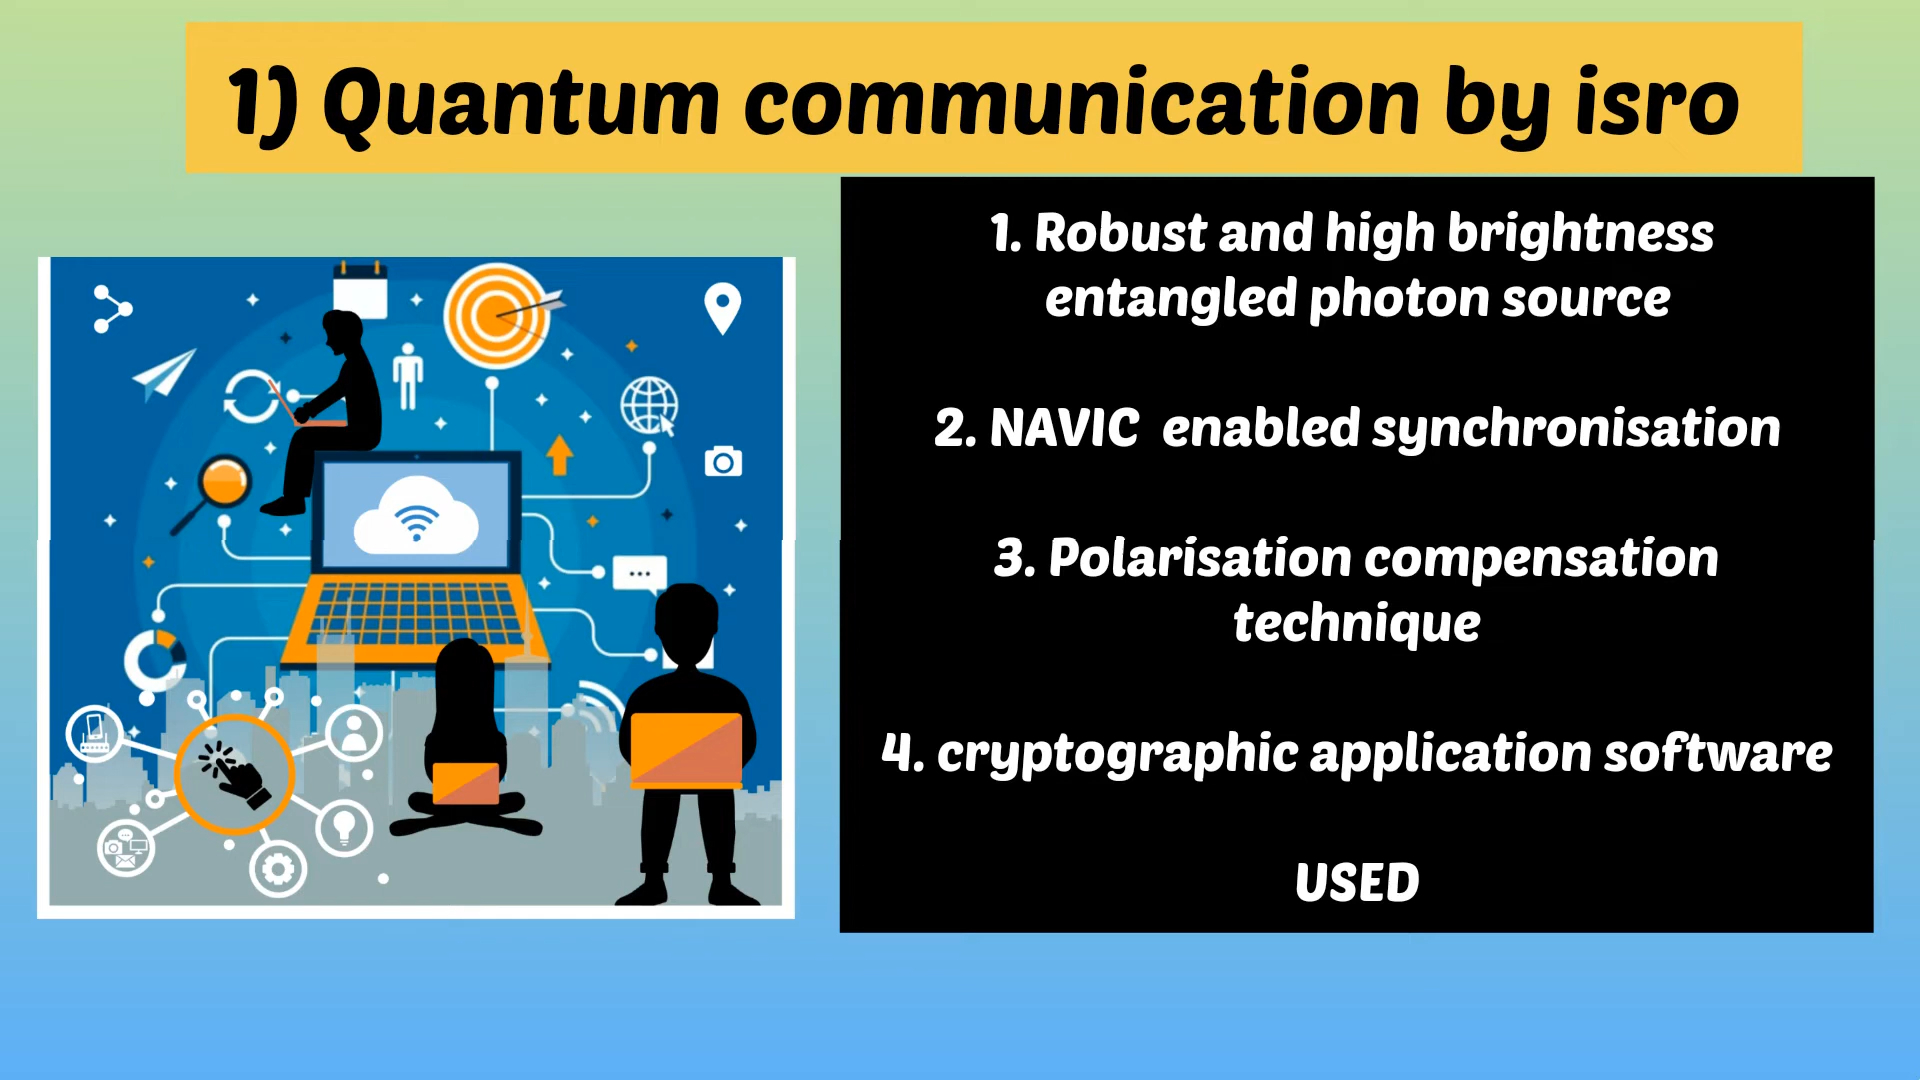 1) Quantum communication by isro
1. Robust and high brightness
entangled photon source
2. NAVIC enabled synchronisation
3. Polarisation compensation
technique
4. cryptographic application software
USED